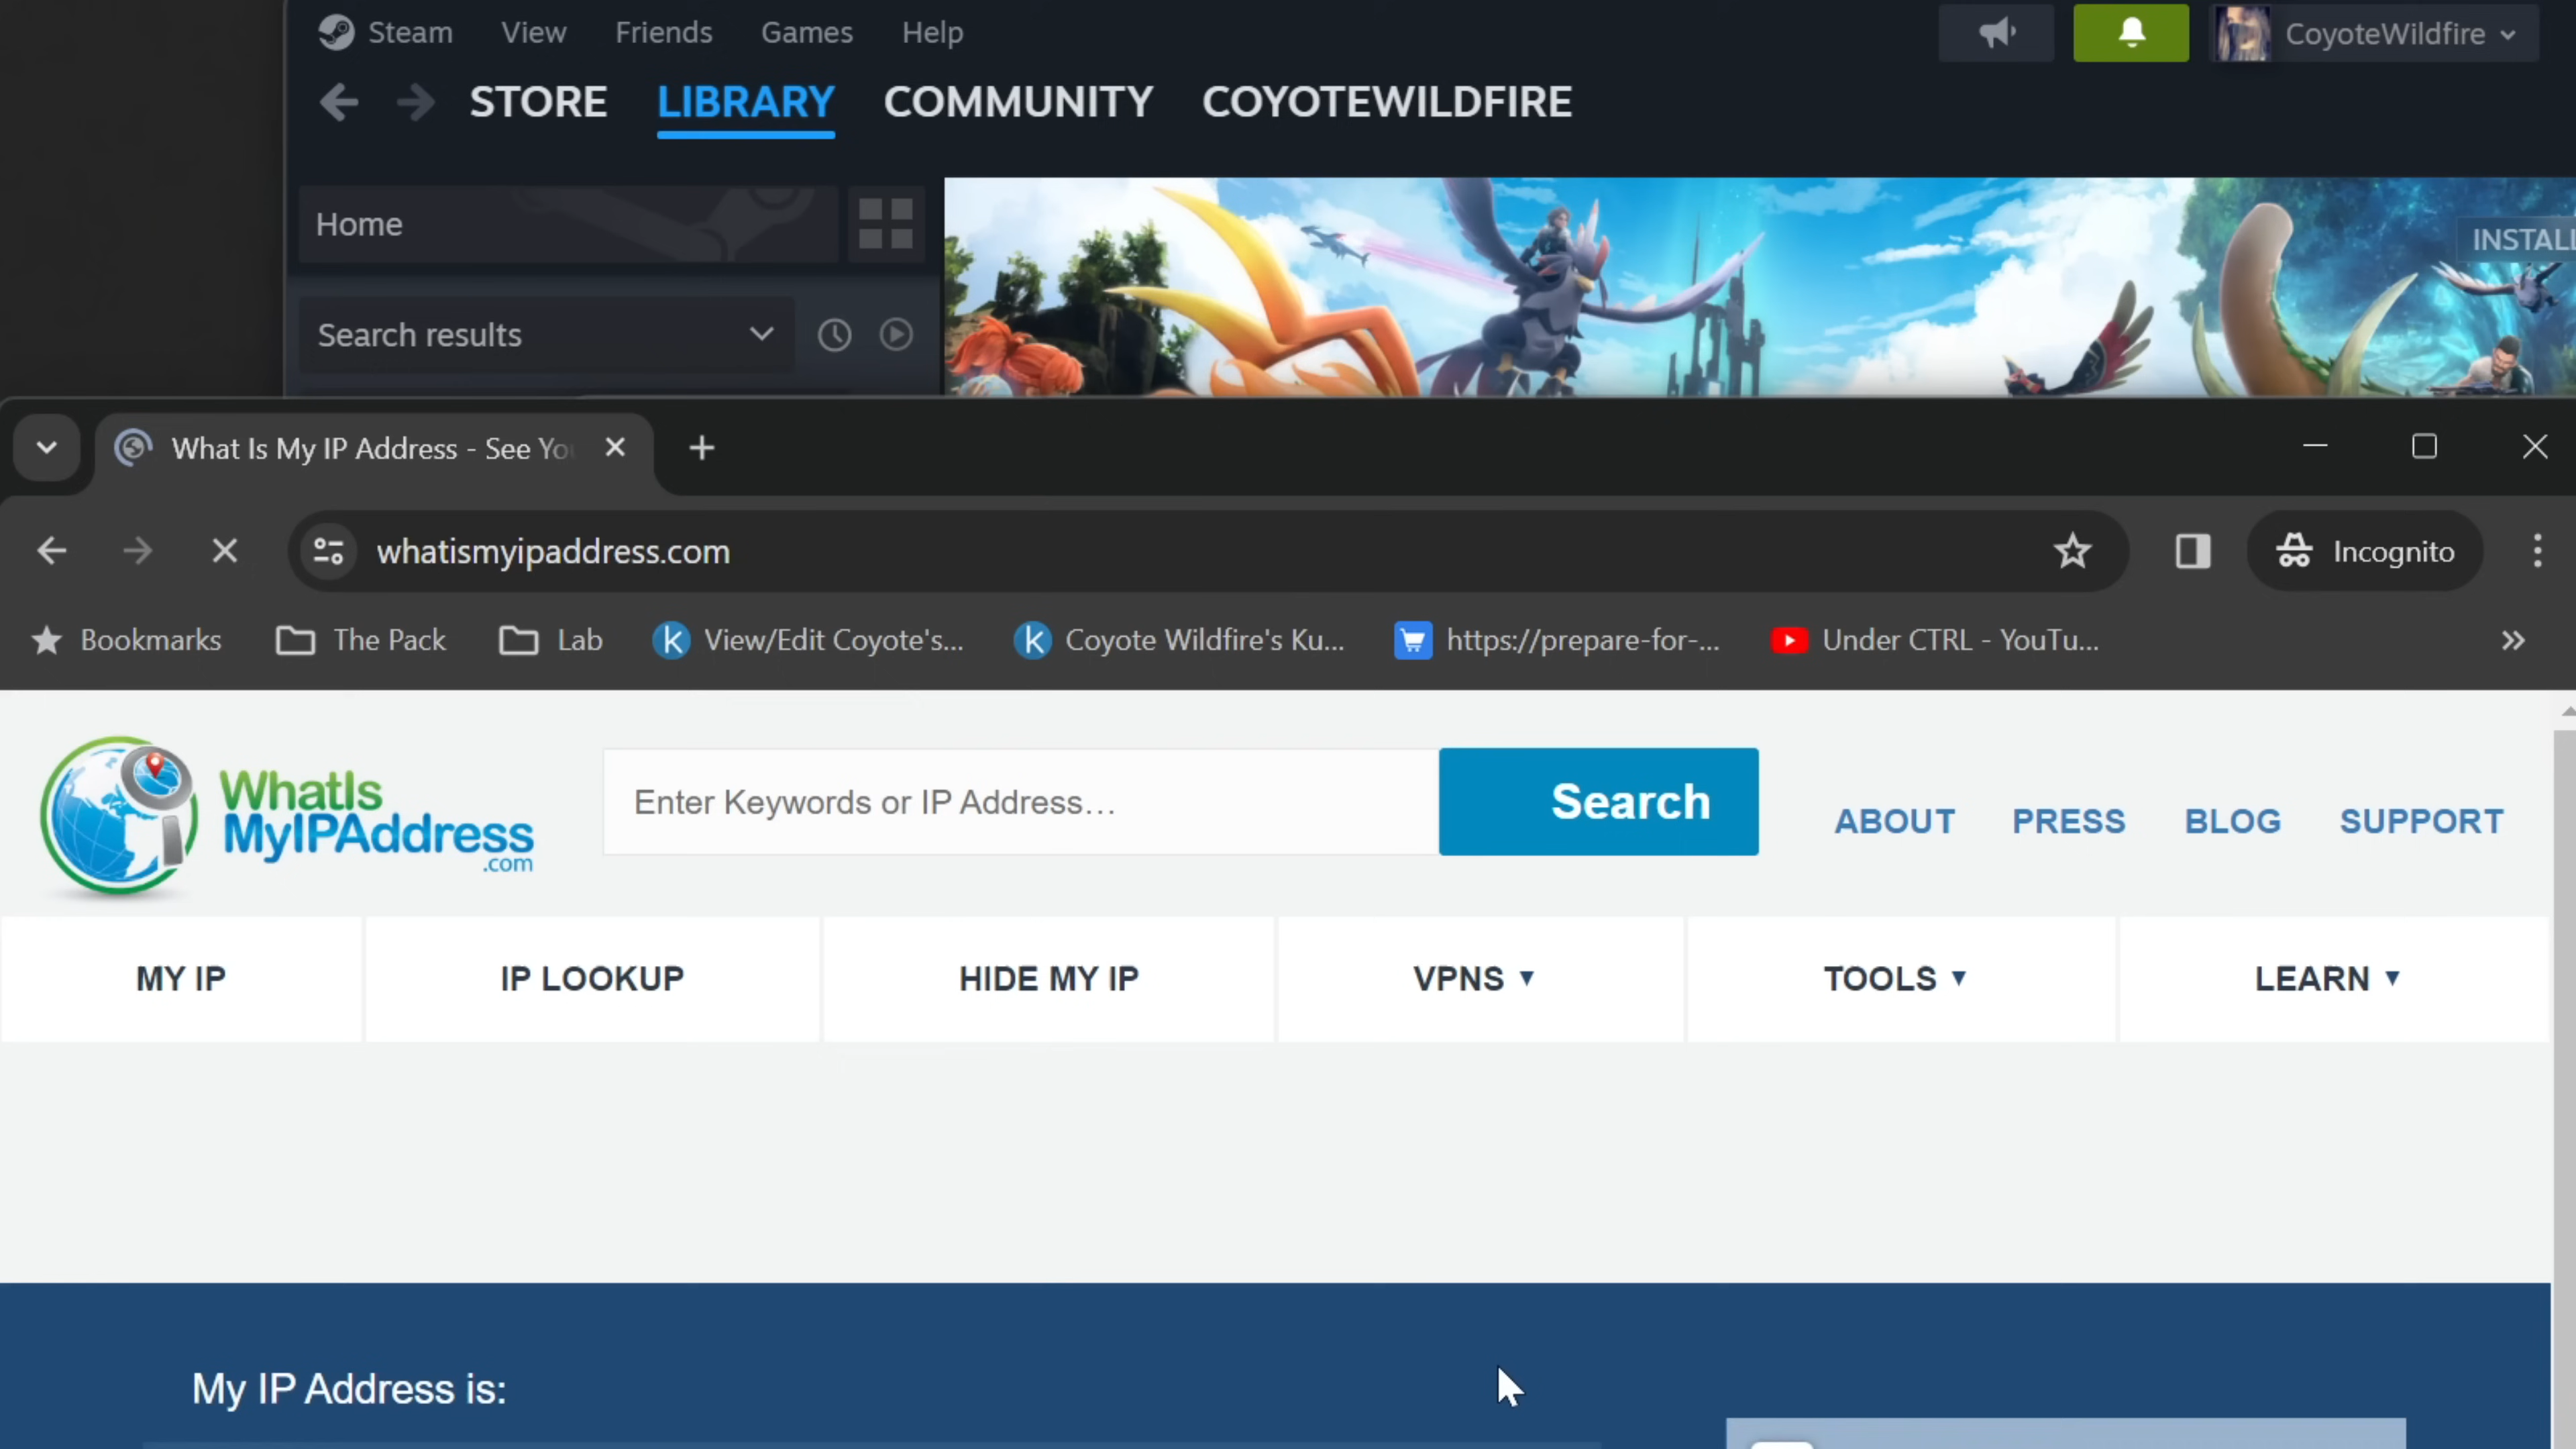 Steam View Friends Games Help
CoyoteWildfire
STORE LIBRARY COMMUNITY COYOTEWILDFIRE
Home
INSTALL
Search results
What Is My IP Address - See Yo
whatismyipaddress.com
Incognito
Bookmarks The Pack Lab View/Edit Coyote's... Coyote Wildfire's Ku... https://prepare-for-... Under CTRL - YouTu...
WhatIs
MyIPAddress
.com
Enter Keywords or IP Address...
Search
ABOUT PRESS BLOG SUPPORT
MY IP IP LOOKUP HIDE MY IP VPNS TOOLS LEARN
My IP Address is: